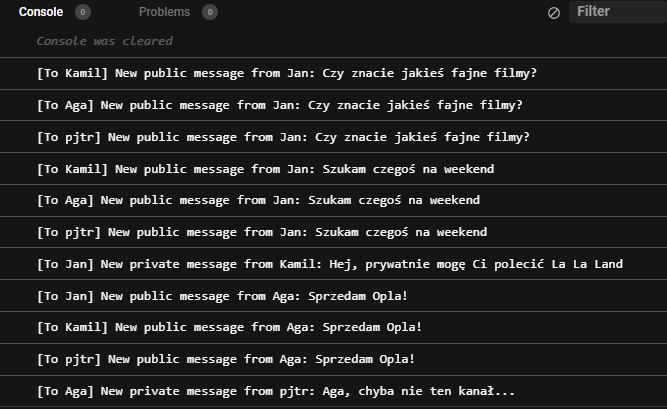 Console 0 Problems 0 Filter
Console was cleared
[To Kamil] New public message from Jan: Czy znacie jakieś fajne filmy?
[To Aga] New public message from Jan: Czy znacie jakieś fajne filmy?
[To pjtr] New public message from Jan: Czy znacie jakieś fajne filmy?
[To Kamil] New public message from Jan: Szukam czegoś na weekend
[To Aga] New public message from Jan: Szukam czegoś na weekend
[To pjtr] New public message from Jan: Szukam czegoś na weekend
[To Jan] New private message from Kamil: Hej, prywatnie mogę Ci polecić La La Land
[To Jan] New public message from Aga: Sprzedam Opla!
[To Kamil] New public message from Aga: Sprzedam Opla!
[To pjtr] New public message from Aga: Sprzedam Opla!
[To Aga] New private message from pjtr: Aga, chyba nie ten kanał...